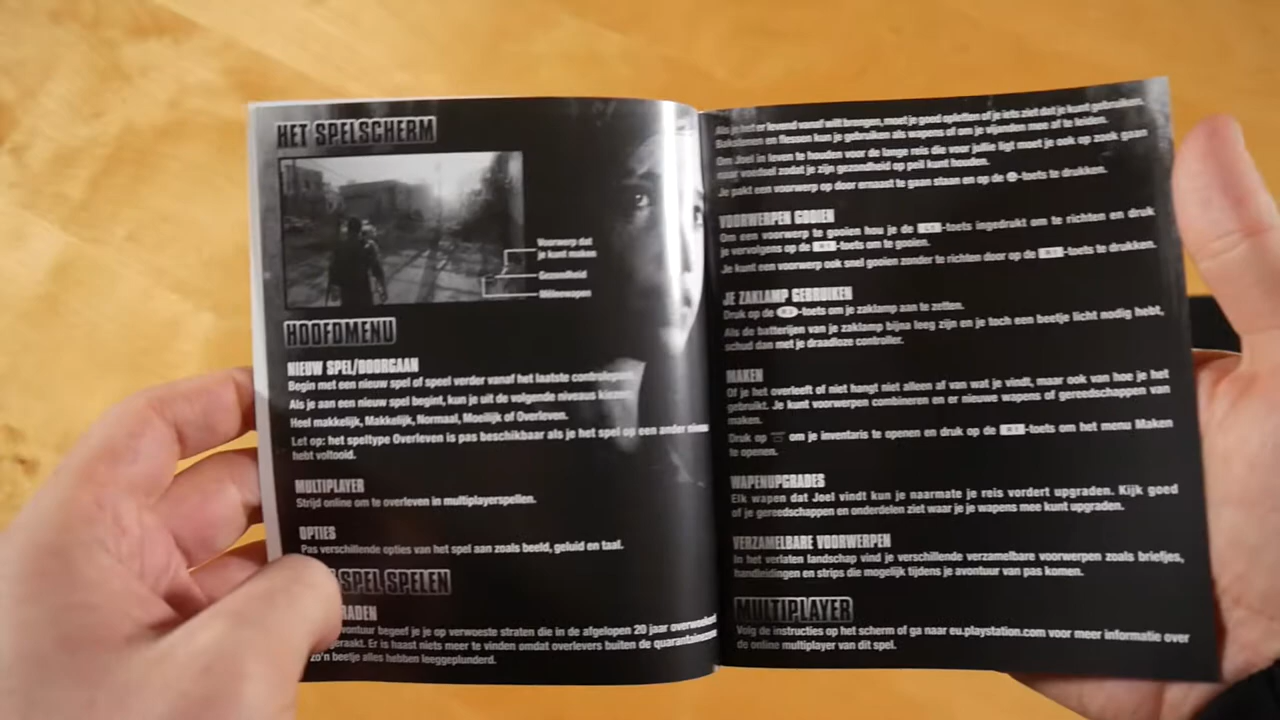 HET SPELSCHERM
Voorwerp dat
je kunt maken
Gezondheid
Wapen
HOOFDMENU
NIEUW SPEL/DOORGAAN
Begin met een nieuw spel of speel verder vanaf het laatste
Als je aan een nieuw spel begint, kun je uit de volgende niveaus
Heel makkelijk, Makkelijk, Normaal, Moeilijk of Overleven.
Let op: het speltype Overleven is pas beschikbaar als je het spel op een ander
hebt voltooid.
MULTIPLAYER
Strijd online om te overleven in multiplayerspellen.
OPTIES
Pas verschillende opties van het spel aan zoals beeld, geluid en taal.
SPEL SPELEN
RADEN
avontuur begeef je je op verwoeste straten die in de afgelopen 20 jaar
geraakt. Er is haast niets meer te vinden omdat overlevers buiten de
zo'n beetje alles hebben leeggeplunderd.
Als je het er levend vanaf wilt brengen, moet je goed opletten of je iets ziet dat je kunt gebruiken.
Bakstenen en flessen kun je gebruiken als wapens of om je vijanden mee af te leiden.
Om Joel in leven te houden voor de lange reis die voor jullie ligt moet je ook op zoek gaan
naar voedsel zodat je zijn gezondheid op peil kunt houden.
Je pakt een voorwerp op door ernaast te gaan staan en op de -toets te drukken.
VOORWERPEN GOOIEN
Om een voorwerp te gooien hou je de -toets ingedrukt om te richten en druk
je vervolgens op de -toets om te gooien.
Je kunt een voorwerp ook snel gooien zonder te richten door op de -toets te drukken.
JE ZAKLAMP GEBRUIKEN
Druk op de -toets om je zaklamp aan te zetten.
Als de batterijen van je zaklamp bijna leeg zijn en je toch een beetje licht nodig hebt,
schud dan met je draadloze controller.
MAKEN
Of je het overleeft of niet hangt niet alleen af van wat je vindt, maar ook van hoe je het
gebruikt. Je kunt voorwerpen combineren en er nieuwe wapens of gereedschappen van
maken.
Druk op om je inventaris te openen en druk op de -toets om het menu Maken
te openen.
WAPENUPGRADES
Elk wapen dat Joel vindt kun je naarmate je reis vordert upgraden. Kijk goed
of je gereedschappen en onderdelen ziet waar je je wapens mee kunt upgraden.
VERZAMELBARE VOORWERPEN
In het verlaten landschap vind je verschillende verzamelbare voorwerpen zoals briefjes,
handleidingen en strips die mogelijk tijdens je avontuur van pas komen.
MULTIPLAYER
Volg de instructies op het scherm of ga naar eu.playstation.com voor meer informatie over
de online multiplayer van dit spel.